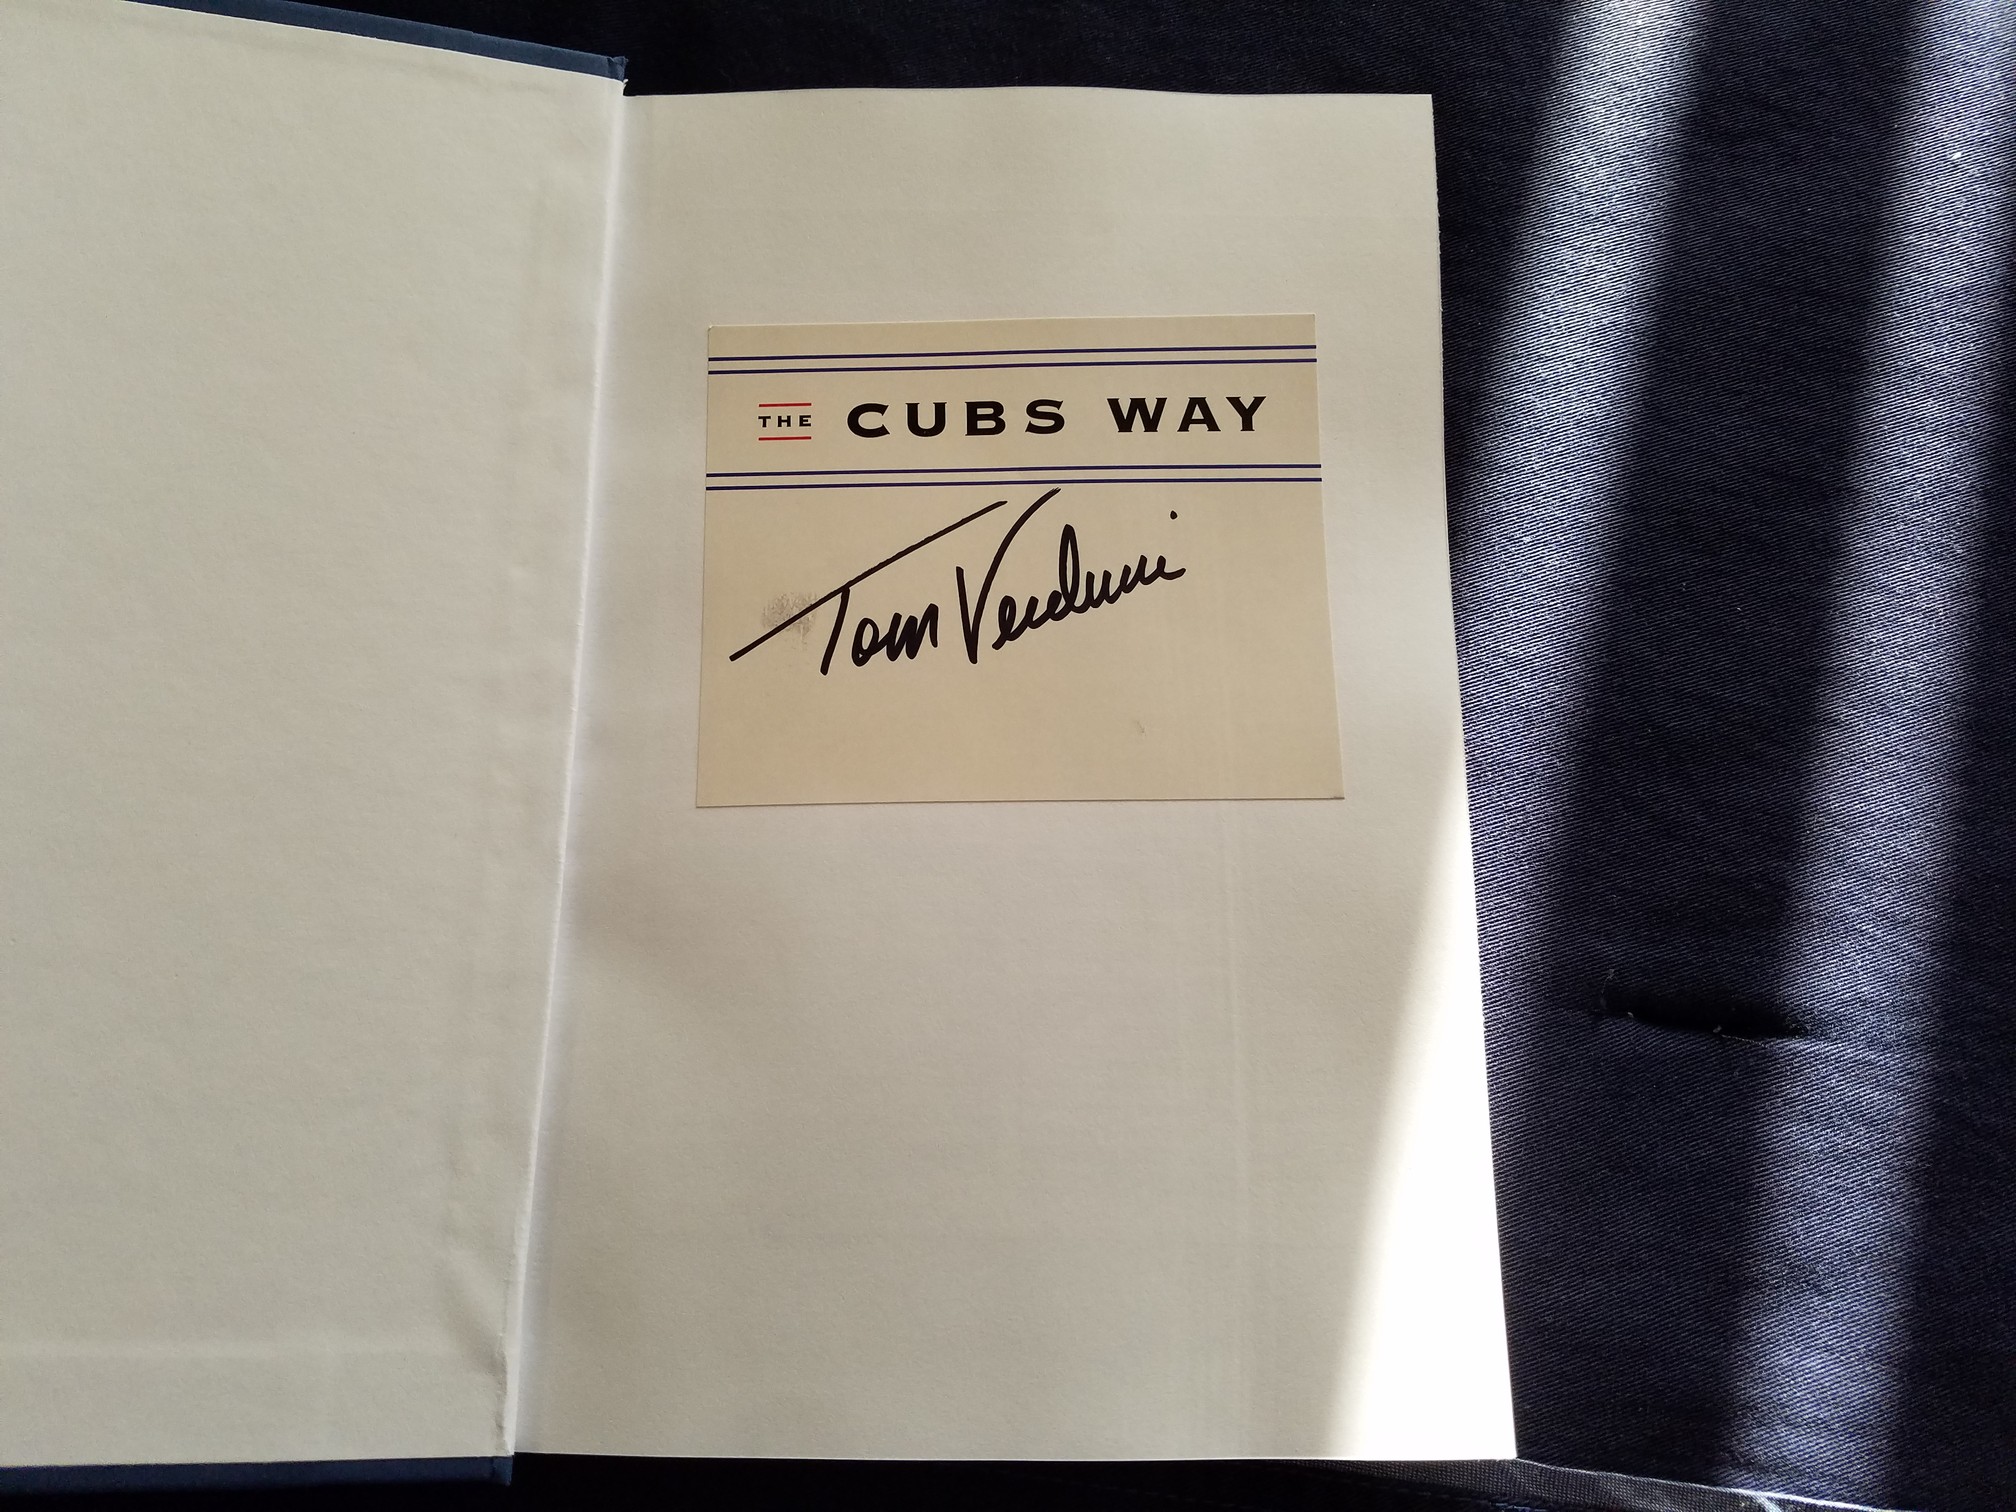 THE CUBS WAY
Tom Verducci